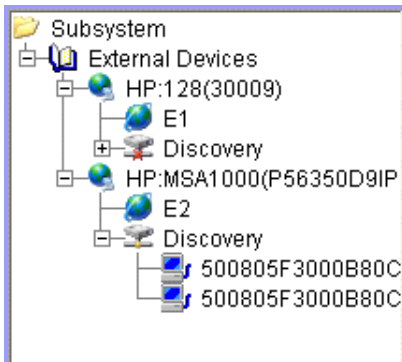 Subsystem
External Devices
HP:128(30009)
E1
Discovery
HP:MSA1000(P56350D9IP
E2
Discovery
500805F3000B80C
500805F3000B80C